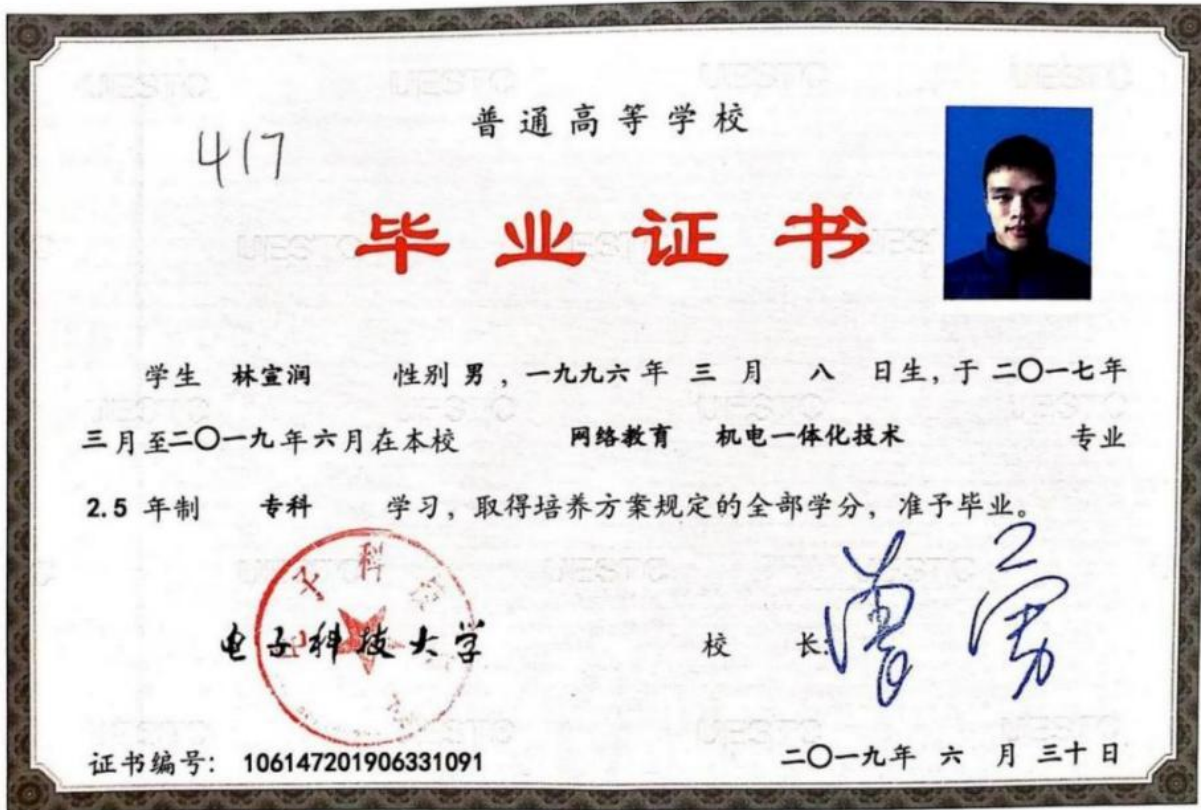 普通高等学校
417
毕业证书
学生 林宣润 性别 男，一九九六年 三 月 八 日生，于 二〇一七年
三月至二〇一九年六月在本校 网络教育 机电一体化技术 专业
2.5 年制 专科 学习，取得培养方案规定的全部学分，准予毕业。
电子科技大学
校 长：曾勇
证书编号：106147201906331091
二〇一九年 六 月 三十 日